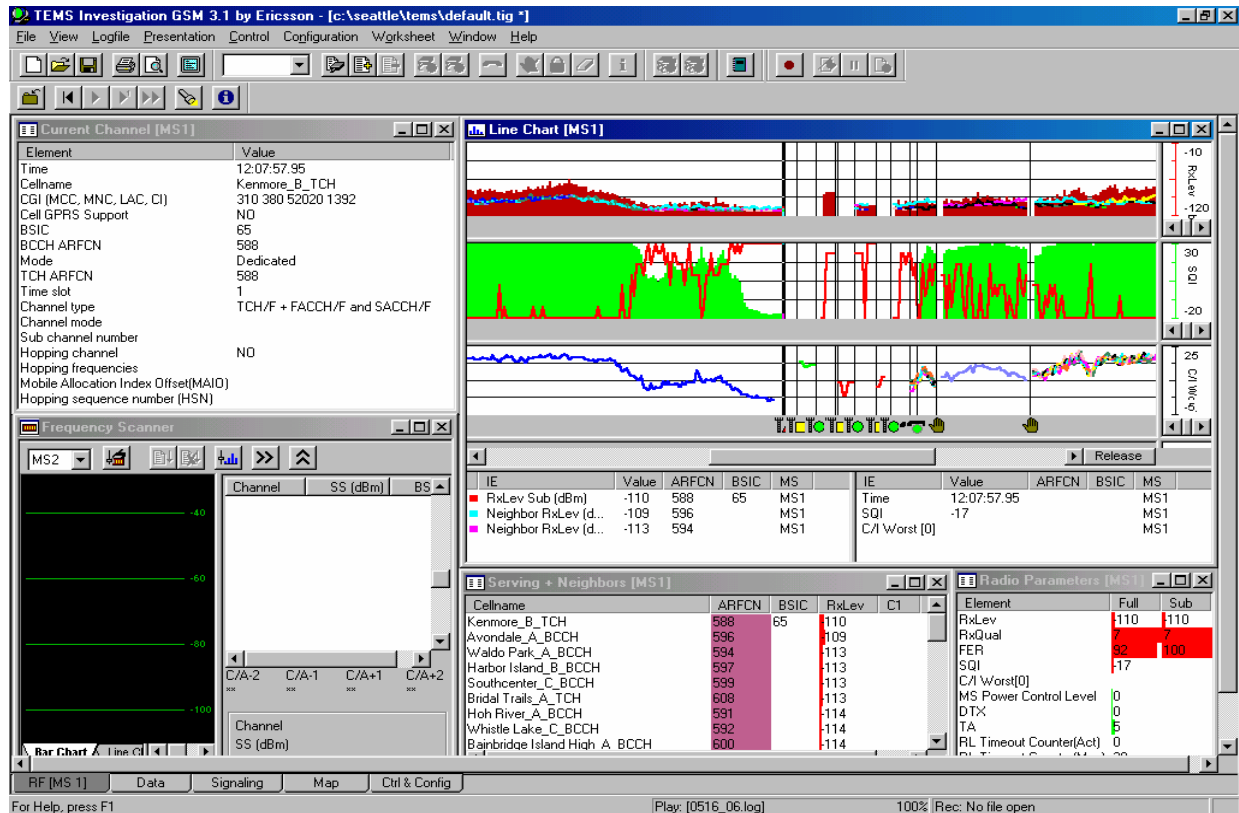 TEMS Investigation GSM 3.1 by Ericsson - [c:\seattle\tems\default.tig *]
File View Logfile Presentation Control Configuration Worksheet Window Help
Current Channel [MS1]
Element Value
Time 12:07:57.95
Cellname Kenmore_B_TCH
CGI (MCC, MNC, LAC, CI) 310 380 52020 1392
Cell GPRS Support NO
BSIC 65
BCCH ARFCN 588
Mode Dedicated
TCH ARFCN 588
Time slot 1
Channel type TCH/F + FACCH/F and SACCH/F
Channel mode
Sub channel number
Hopping channel NO
Hopping frequencies
Mobile Allocation Index Offset(MAIO)
Hopping sequence number (HSN)
Line Chart [MS1]
-10
RxLev
-120
30
SQI
-20
25
-5.
Release
IE Value ARFCN BSIC MS
RxLev Sub (dBm) -110 588 65 MS1
Neighbor RxLev (d... -109 596 MS1
Neighbor RxLev (d... -113 594 MS1
IE Value ARFCN BSIC MS
Time 12:07:57.95 MS1
SQI -17 MS1
C/I Worst [0] MS1
Frequency Scanner
MS2
Channel SS (dBm) BS
-40
-60
-80
-100
C/A-2 C/A-1 C/A+1 C/A+2
** ** ** **
Channel
SS (dBm)
Bar Chart
Serving + Neighbors [MS1]
Cellname ARFCN BSIC RxLev C1
Kenmore_B_TCH 588 65 -110
Avondale_A_BCCH 596 -109
Waldo Park_A_BCCH 594 -113
Harbor Island_B_BCCH 597 -113
Southcenter_C_BCCH 599 -113
Bridal Trails_A_TCH 608 -113
Hoh River_A_BCCH 591 -114
Whistle Lake_C_BCCH 592 -114
Bainbridge Island High_A_BCCH 600 -114
Radio Parameters [MS1]
Element Full Sub
RxLev -110 -110
RxQual 7 7
FER 92 100
SQI -17
C/I Worst[0]
MS Power Control Level 0
DTX 0
TA 5
RL Timeout Counter(Act) 0
RF [MS 1] Data Signaling Map Ctrl & Config
For Help, press F1 Play: [0516_06.log] 100% Rec: No file open